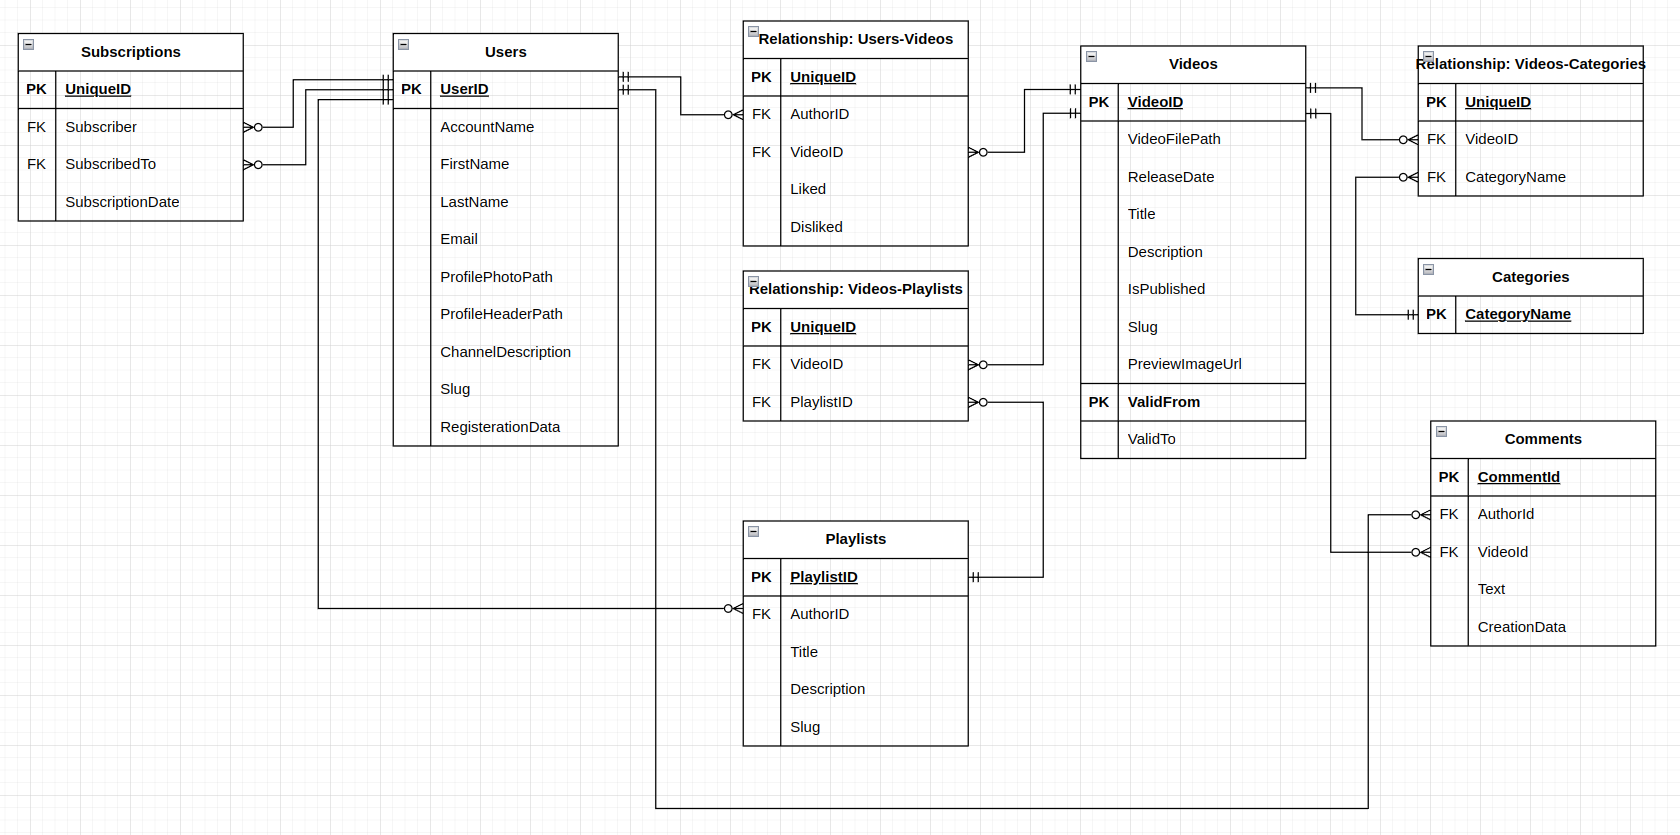 Subscriptions
PK UniqueID
FK Subscriber
FK SubscribedTo
SubscriptionDate
Users
PK UserID
AccountName
FirstName
LastName
Email
ProfilePhotoPath
ProfileHeaderPath
ChannelDescription
Slug
RegisterationData
Relationship: Users-Videos
PK UniqueID
FK AuthorID
FK VideoID
Liked
Disliked
Relationship: Videos-Playlists
PK UniqueID
FK VideoID
FK PlaylistID
Playlists
PK PlaylistID
FK AuthorID
Title
Description
Slug
Videos
PK VideoID
VideoFilePath
ReleaseDate
Title
Description
IsPublished
Slug
PreviewImageUrl
PK ValidFrom
ValidTo
Relationship: Videos-Categories
PK UniqueID
FK VideoID
FK CategoryName
Categories
PK CategoryName
Comments
PK CommentId
FK AuthorId
FK VideoId
Text
CreationData